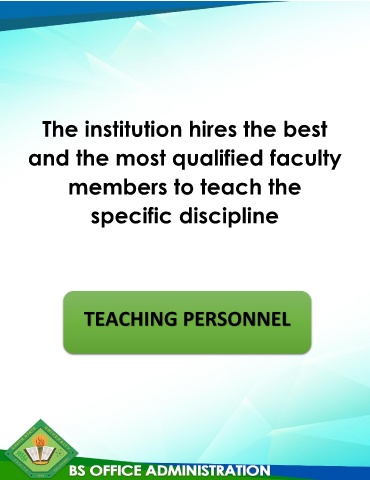 The institution hires the best
and the most qualified faculty
members to teach the
specific discipline
TEACHING PERSONNEL
BS OFFICE ADMINISTRATION